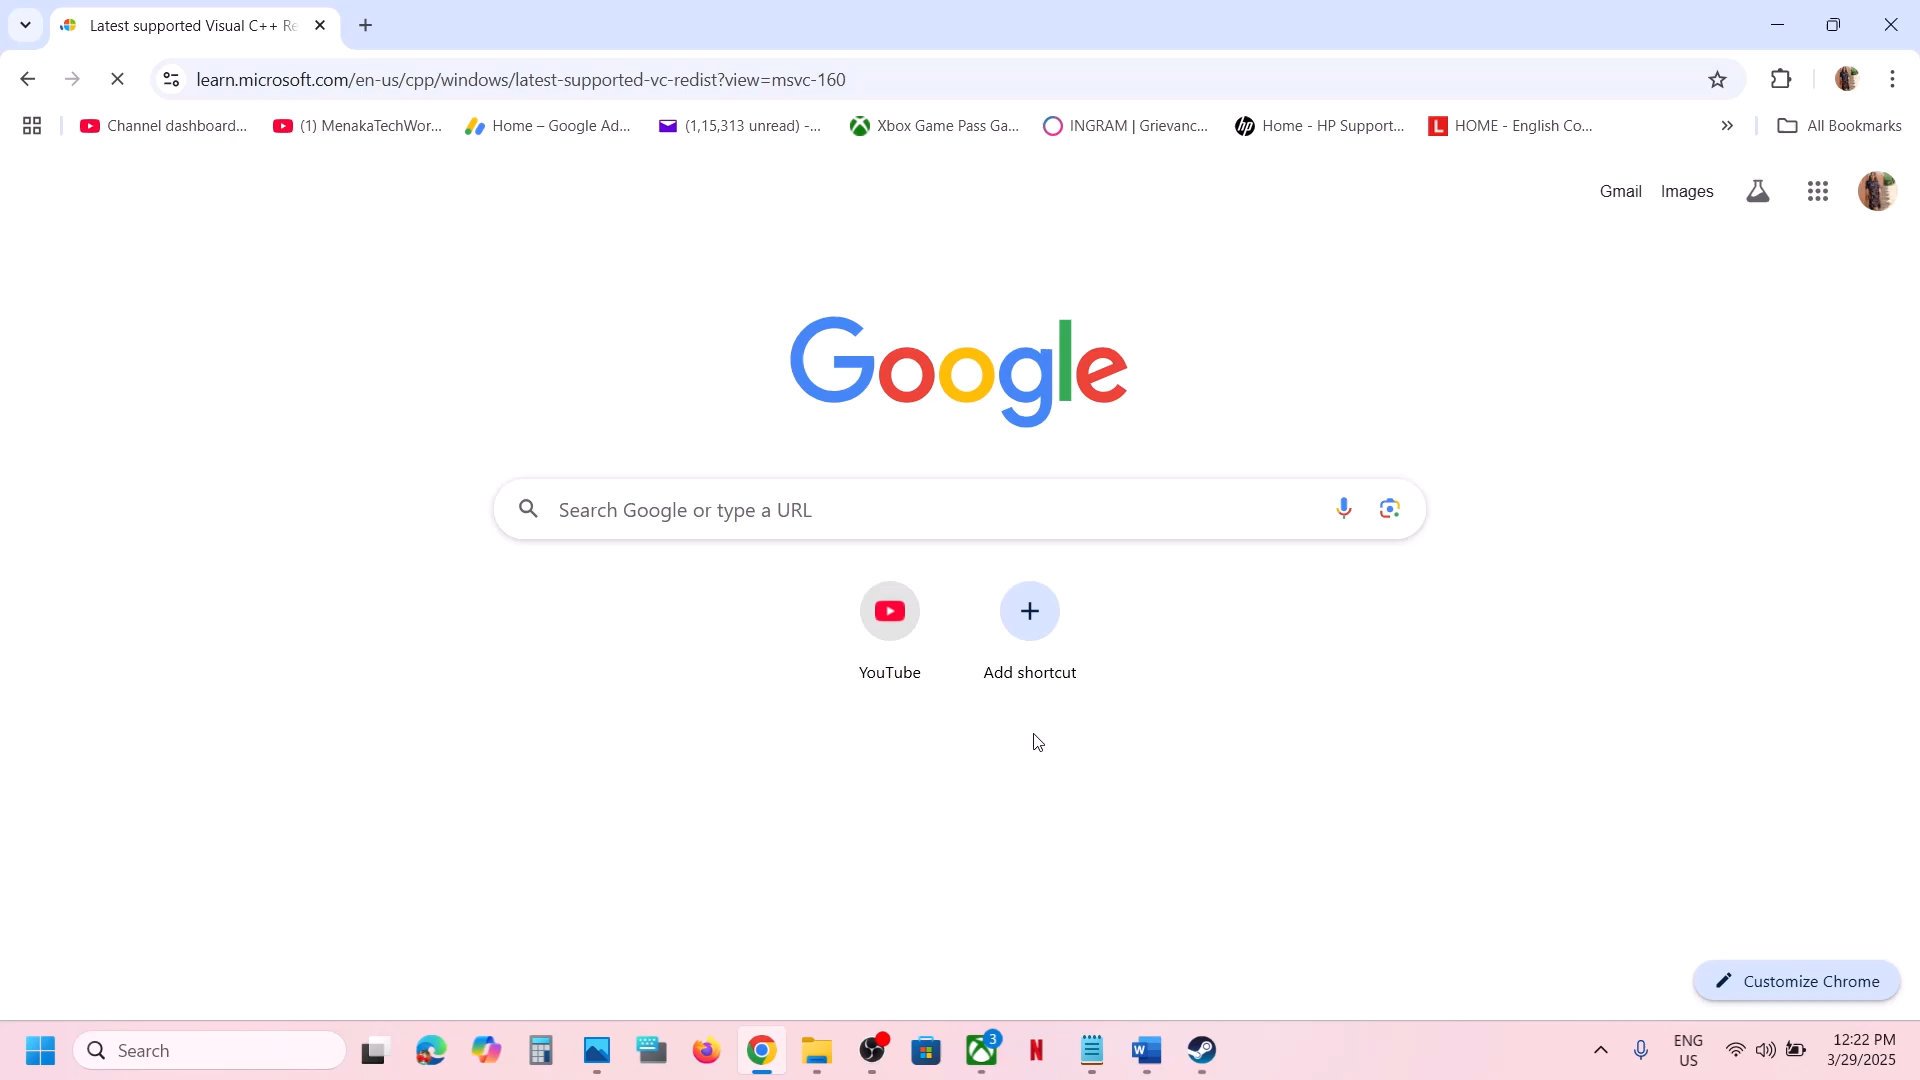 Latest supported Visual C++ Re
learn.microsoft.com/en-us/cpp/windows/latest-supported-vc-redist?view=msvc-160
Channel dashboard...
(1) MenakaTechWor...
Home – Google Ad...
(1,15,313 unread) -...
Xbox Game Pass Ga...
INGRAM | Grievanc...
Home - HP Support...
L HOME - English Co...
All Bookmarks
Gmail Images
Google
Search Google or type a URL
YouTube
Add shortcut
Customize Chrome
Search
3
ENG
US
12:22 PM
3/29/2025